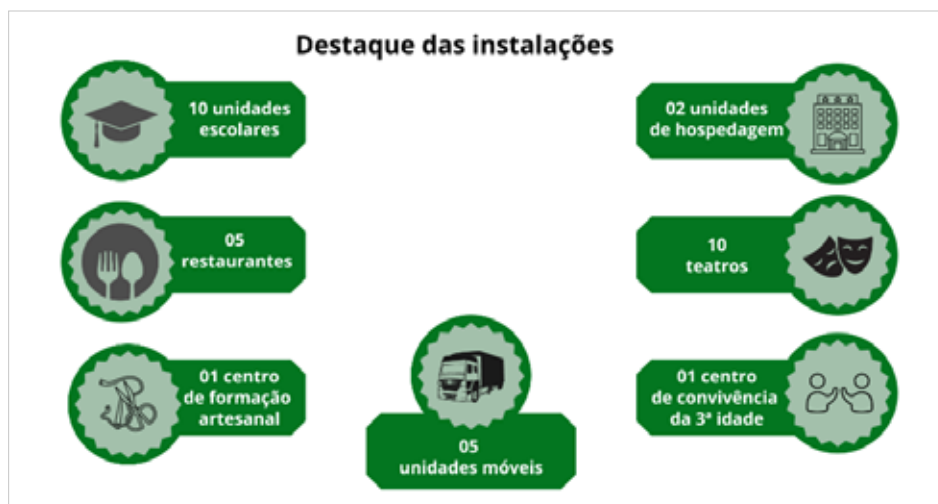 Destaque das instalações
10 unidades
escolares
02 unidades
de hospedagem
05
restaurantes
10
teatros
01 centro
de formação
artesanal
05
unidades móveis
01 centro
de convivência
da 3ª idade